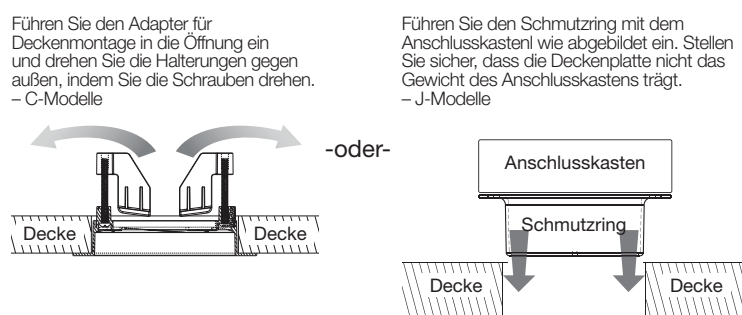 Führen Sie den Adapter für
Deckenmontage in die Öffnung ein
und drehen Sie die Halterungen gegen
außen, indem Sie die Schrauben drehen.
– C-Modelle
Führen Sie den Schmutzring mit dem
Anschlusskastenl wie abgebildet ein. Stellen
Sie sicher, dass die Deckenplatte nicht das
Gewicht des Anschlusskastens trägt.
– J-Modelle
-oder-
Decke
Decke
Anschlusskasten
Schmutzring
Decke
Decke